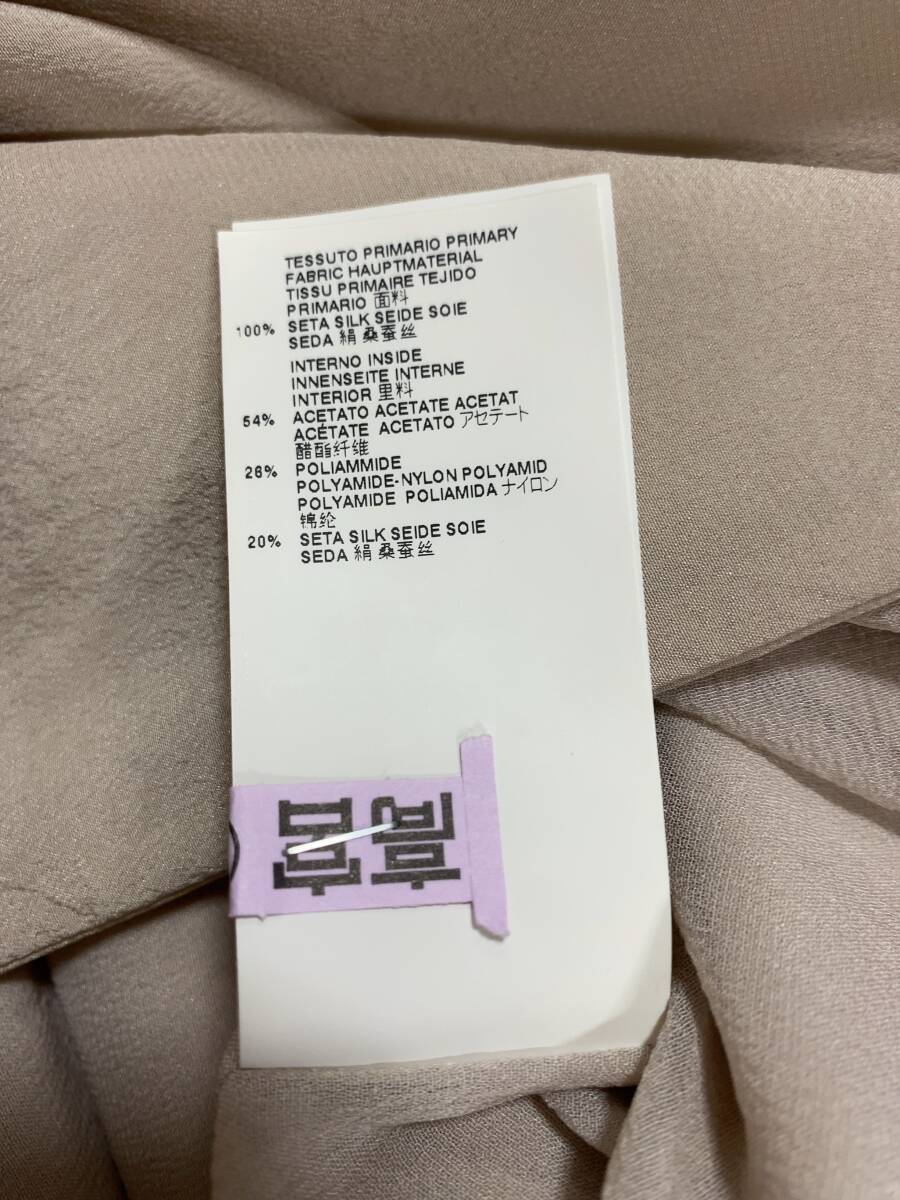 TESSUTO PRIMARIO PRIMARY
FABRIC HAUPTMATERIAL
TISSU PRIMAIRE TEJIDO
PRIMARIO 面料
100% SETA SILK SEIDE SOIE
SEDA 絹 桑蚕丝
INTERNO INSIDE
INNENSEITE INTERNE
INTERIOR 里料
54% ACETATO ACETATE ACETAT
ACÉTATE ACETATO アセテート
醋酯纤维
26% POLIAMMIDE
POLYAMIDE-NYLON POLYAMID
POLYAMIDE POLIAMIDA ナイロン
锦纶
20% SETA SILK SEIDE SOIE
SEDA 絹 桑蚕丝
高